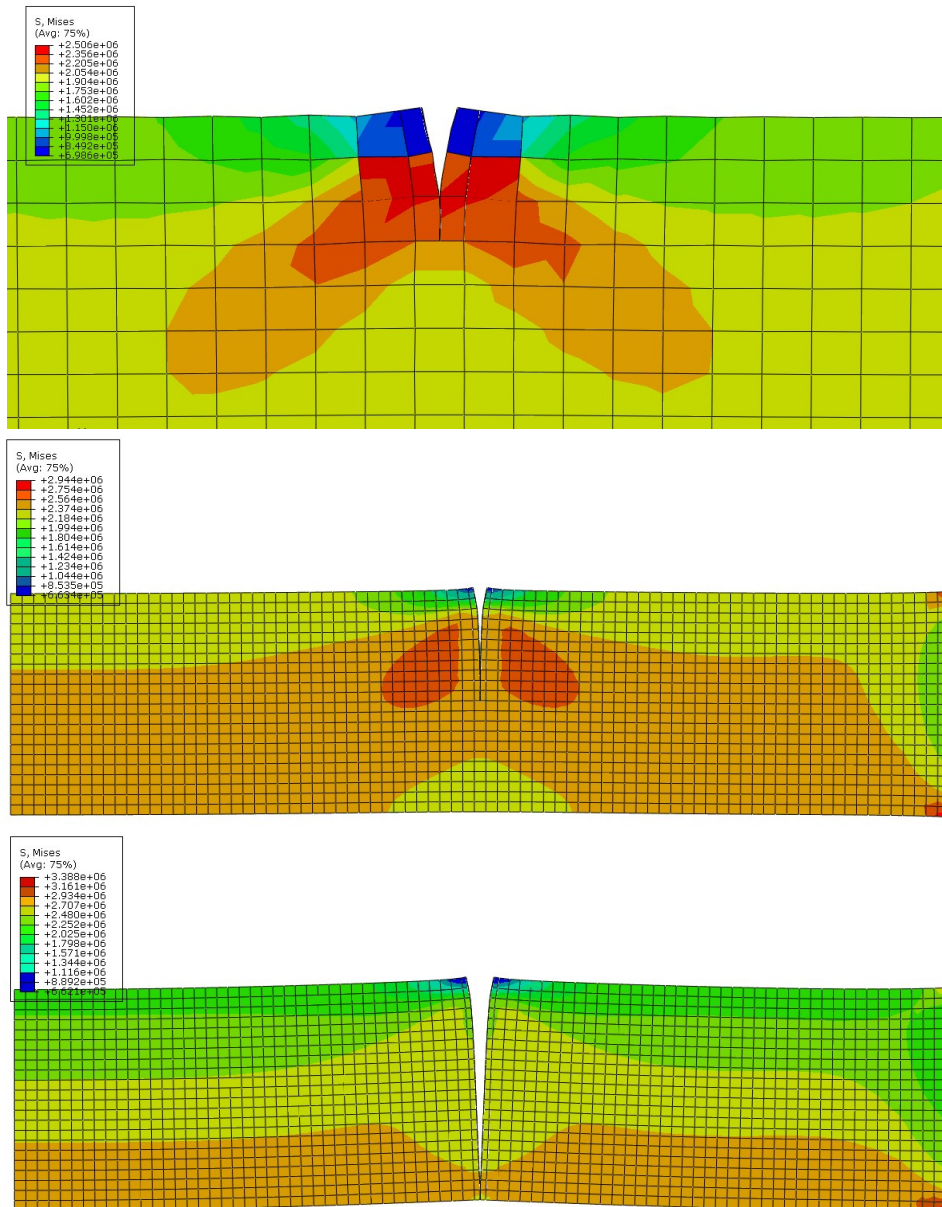 S, Mises
(Avg: 75%)
+2.506e+06
+2.356e+06
+2.205e+06
+2.054e+06
+1.904e+06
+1.753e+06
+1.602e+06
+1.452e+06
+1.301e+06
+1.150e+06
+9.998e+05
+8.492e+05
+6.986e+05
S, Mises
(Avg: 75%)
+2.944e+06
+2.754e+06
+2.564e+06
+2.374e+06
+2.184e+06
+1.994e+06
+1.804e+06
+1.614e+06
+1.424e+06
+1.234e+06
+1.044e+06
+8.535e+05
+6.634e+05
S, Mises
(Avg: 75%)
+3.388e+06
+3.161e+06
+2.934e+06
+2.707e+06
+2.480e+06
+2.252e+06
+2.025e+06
+1.798e+06
+1.571e+06
+1.344e+06
+1.116e+06
+8.892e+05
+6.621e+05